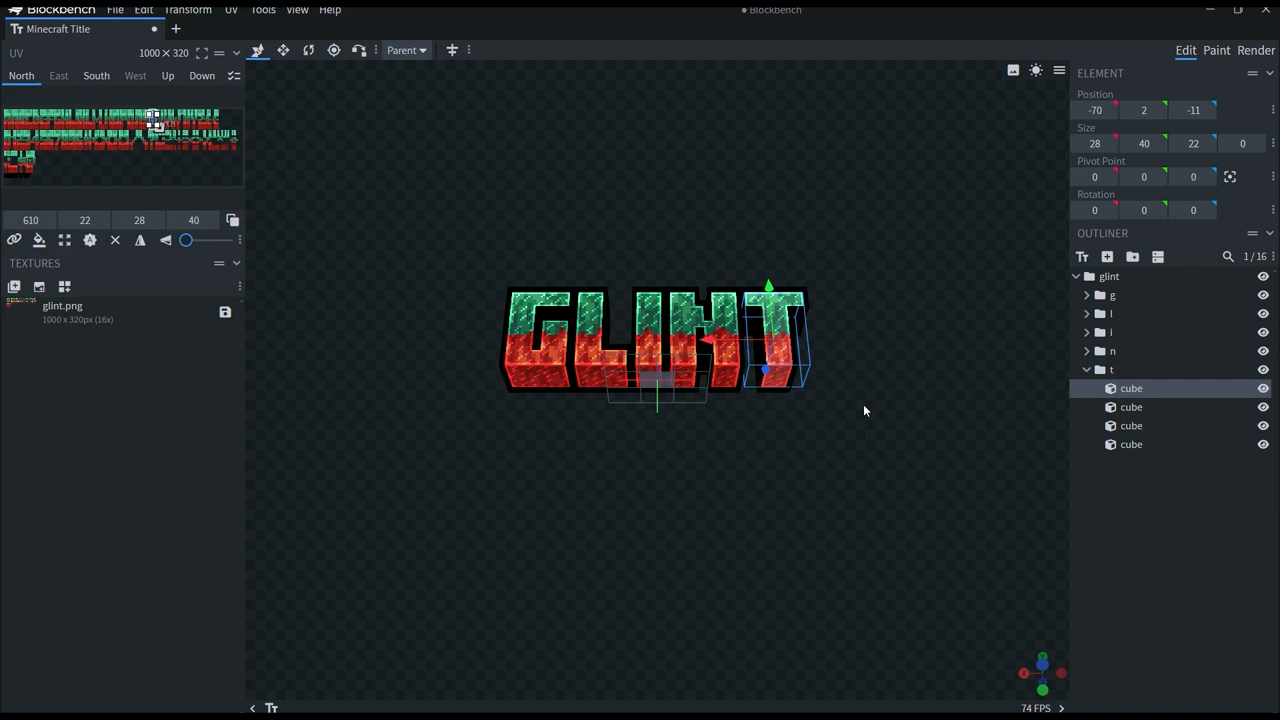 Blockbench File Edit Transform UV Tools View Help
Blockbench
Minecraft Title
UV 1000 × 320
Parent
Edit Paint Render
North East South West Up Down
610 22 28 40
TEXTURES
glint.png
1000 x 320px (16x)
GLINT
ELEMENT
Position
-70 2 -11
Size
28 40 22 0
Pivot Point
0 0 0
Rotation
0 0 0
OUTLINER
1/16
glint
g
l
i
n
t
cube
cube
cube
cube
Y
X
74 FPS